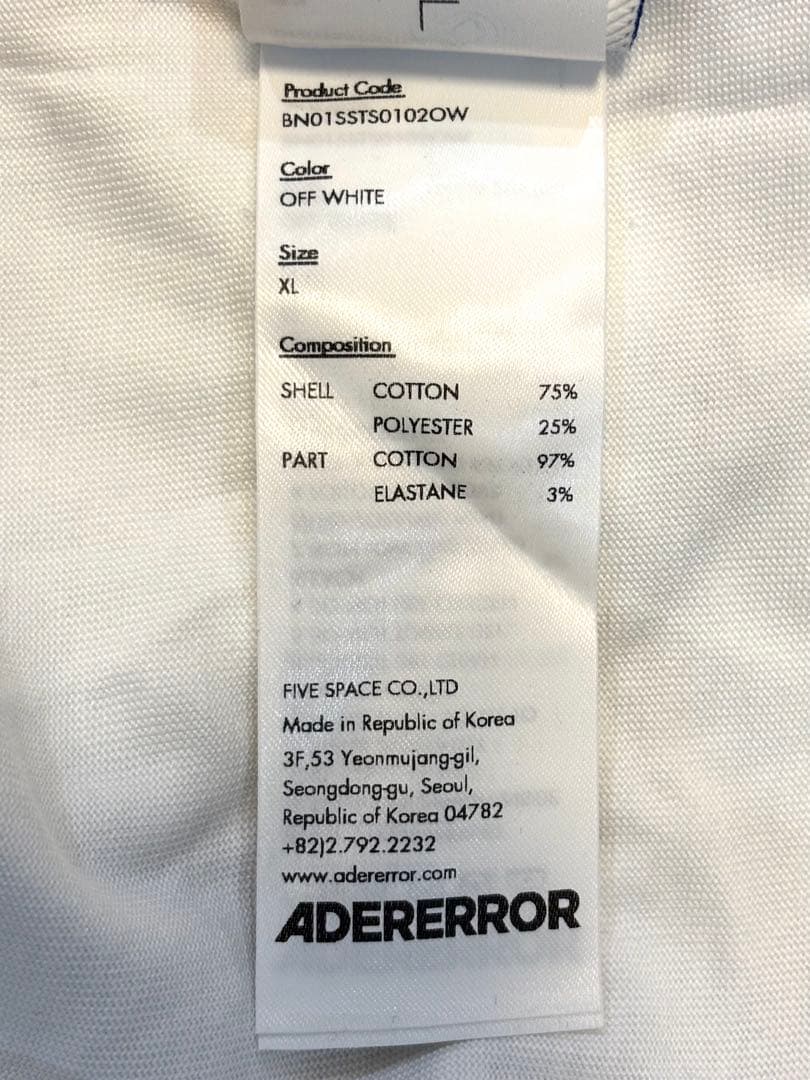 Product Code
BN01SSTS0102OW
Color
OFF WHITE
Size
XL
Composition
SHELL COTTON 75%
POLYESTER 25%
PART COTTON 97%
ELASTANE 3%
FIVE SPACE CO.,LTD
Made in Republic of Korea
3F,53 Yeonmujang-gil,
Seongdong-gu, Seoul,
Republic of Korea 04782
+82)2.792.2232
www.adererror.com
ADERERROR